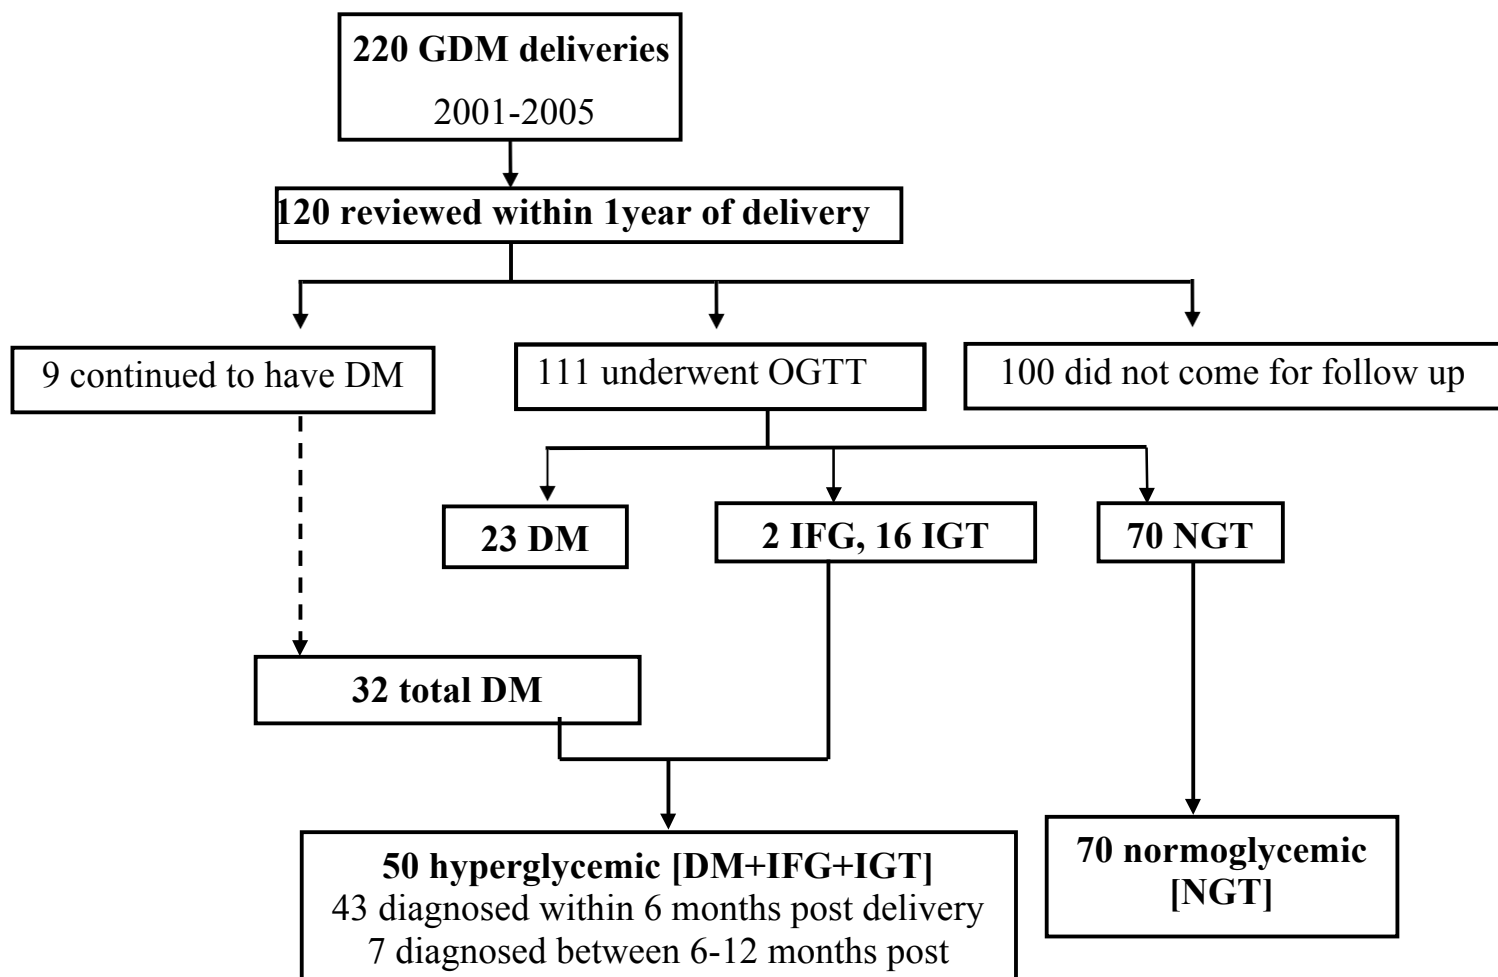 220 GDM deliveries
2001-2005
120 reviewed within 1year of delivery
9 continued to have DM
111 underwent OGTT
100 did not come for follow up
23 DM
2 IFG, 16 IGT
70 NGT
32 total DM
50 hyperglycemic [DM+IFG+IGT]
43 diagnosed within 6 months post delivery
7 diagnosed between 6-12 months post
70 normoglycemic
[NGT]